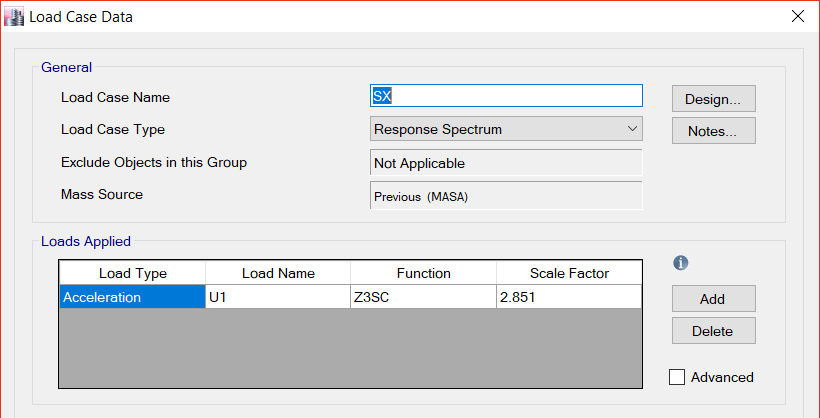 Load Case Data
General
Load Case Name SX Design...
Load Case Type Response Spectrum Notes...
Exclude Objects in this Group Not Applicable
Mass Source Previous (MASA)
Loads Applied
Load Type Load Name Function Scale Factor
Acceleration U1 Z3SC 2.851
Add
Delete
Advanced